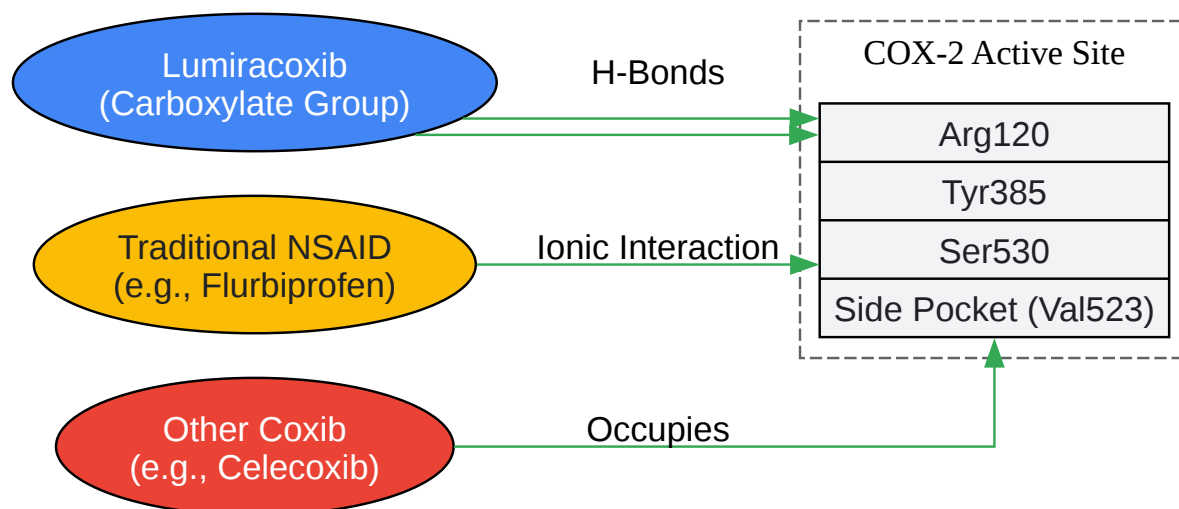 Lumiracoxib
(Carboxylate Group)
H-Bonds
COX-2 Active Site
Arg120
Tyr385
Ser530
Side Pocket (Val523)
Traditional NSAID
(e.g., Flurbiprofen)
Ionic Interaction
Other Coxib
(e.g., Celecoxib)
Occupies